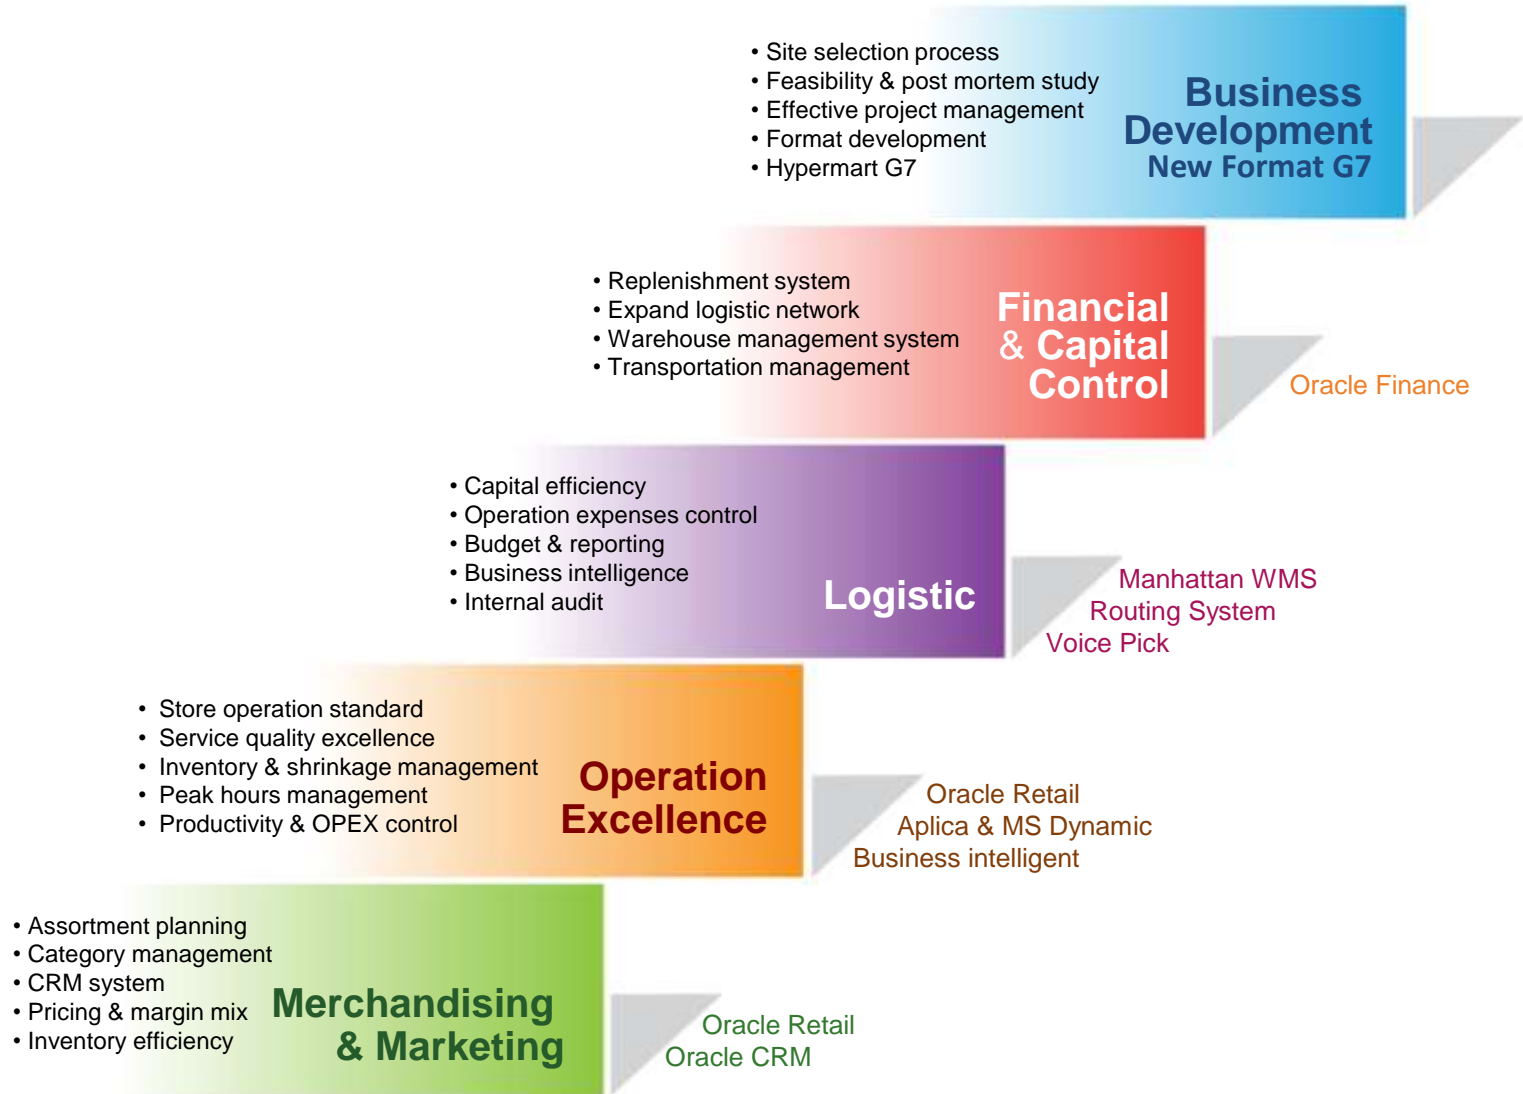 • Site selection process
• Feasibility & post mortem study
• Effective project management
• Format development
• Hypermart G7
Business
Development
New Format G7
• Replenishment system
• Expand logistic network
• Warehouse management system
• Transportation management
Financial
& Capital
Control
Oracle Finance
• Capital efficiency
• Operation expenses control
• Budget & reporting
• Business intelligence
• Internal audit
Logistic
Manhattan WMS
Routing System
Voice Pick
• Store operation standard
• Service quality excellence
• Inventory & shrinkage management
• Peak hours management
• Productivity & OPEX control
Operation
Excellence
Oracle Retail
Aplica & MS Dynamic
Business intelligent
• Assortment planning
• Category management
• CRM system
• Pricing & margin mix
• Inventory efficiency
Merchandising
& Marketing
Oracle Retail
Oracle CRM